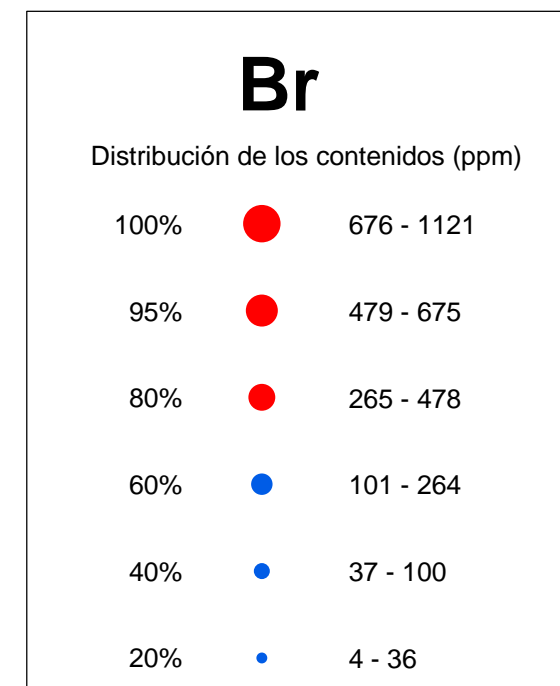 Br
Distribución de los contenidos (ppm)
100% 676 - 1121
95% 479 - 675
80% 265 - 478
60% 101 - 264
40% 37 - 100
20% 4 - 36